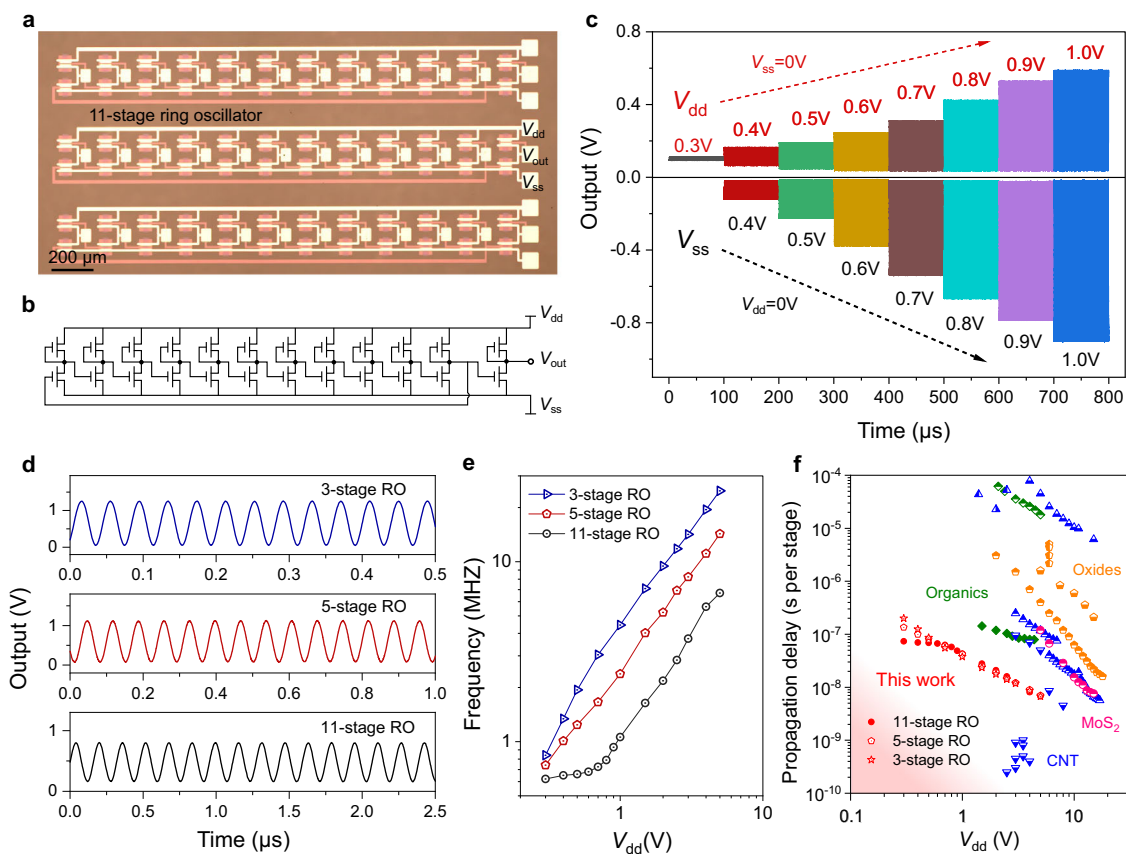 a
11-stage ring oscillator
Vdd
Vout
Vss
200 µm
b
Vdd
Vout
Vss
c
Output (V)
0.8
0.4
0.0
-0.4
-0.8
Vss=0V
Vdd
0.3V
0.4V
0.5V
0.6V
0.7V
0.8V
0.9V
1.0V
Vss
Vdd=0V
0.4V
0.5V
0.6V
0.7V
0.8V
0.9V
1.0V
0 100 200 300 400 500 600 700 800
Time (µs)
d
Output (V)
3-stage RO
1
0
0.0 0.1 0.2 0.3 0.4 0.5
5-stage RO
1
0
0.0 0.2 0.4 0.6 0.8 1.0
11-stage RO
1
0
0.0 0.5 1.0 1.5 2.0 2.5
Time (µs)
e
Frequency (MHZ)
10
1
3-stage RO
5-stage RO
11-stage RO
1 10
Vdd(V)
f
Propagation delay (s per stage)
10-4
10-5
10-6
10-7
10-8
10-9
10-10
Oxides
Organics
This work
MoS2
11-stage RO
5-stage RO
3-stage RO
CNT
0.1 1 10
Vdd (V)